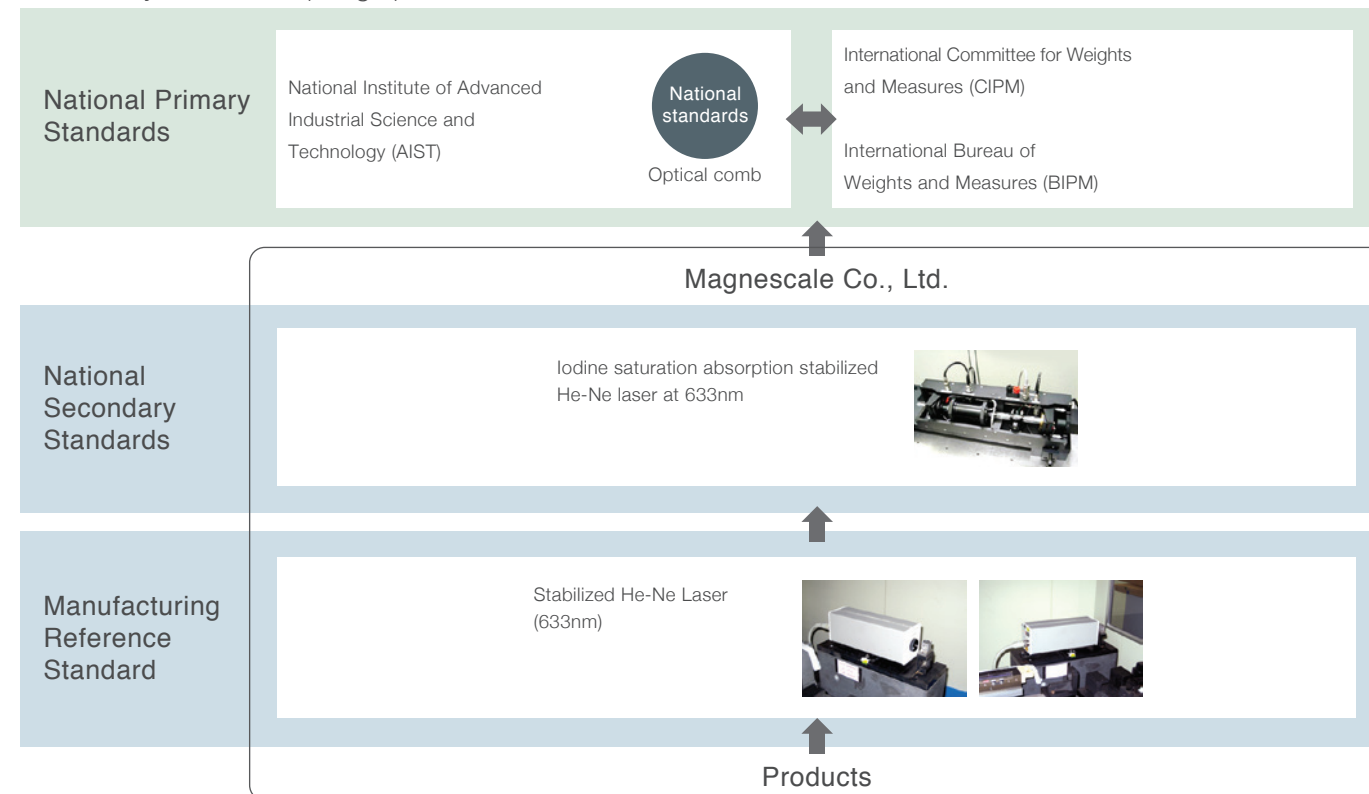 National Primary
Standards
National Institute of Advanced
Industrial Science and
Technology (AIST)
National
standards
Optical comb
International Committee for Weights
and Measures (CIPM)
International Bureau of
Weights and Measures (BIPM)
Magnescale Co., Ltd.
National
Secondary
Standards
Iodine saturation absorption stabilized
He-Ne laser at 633nm
Manufacturing
Reference
Standard
Stabilized He-Ne Laser
(633nm)
Products